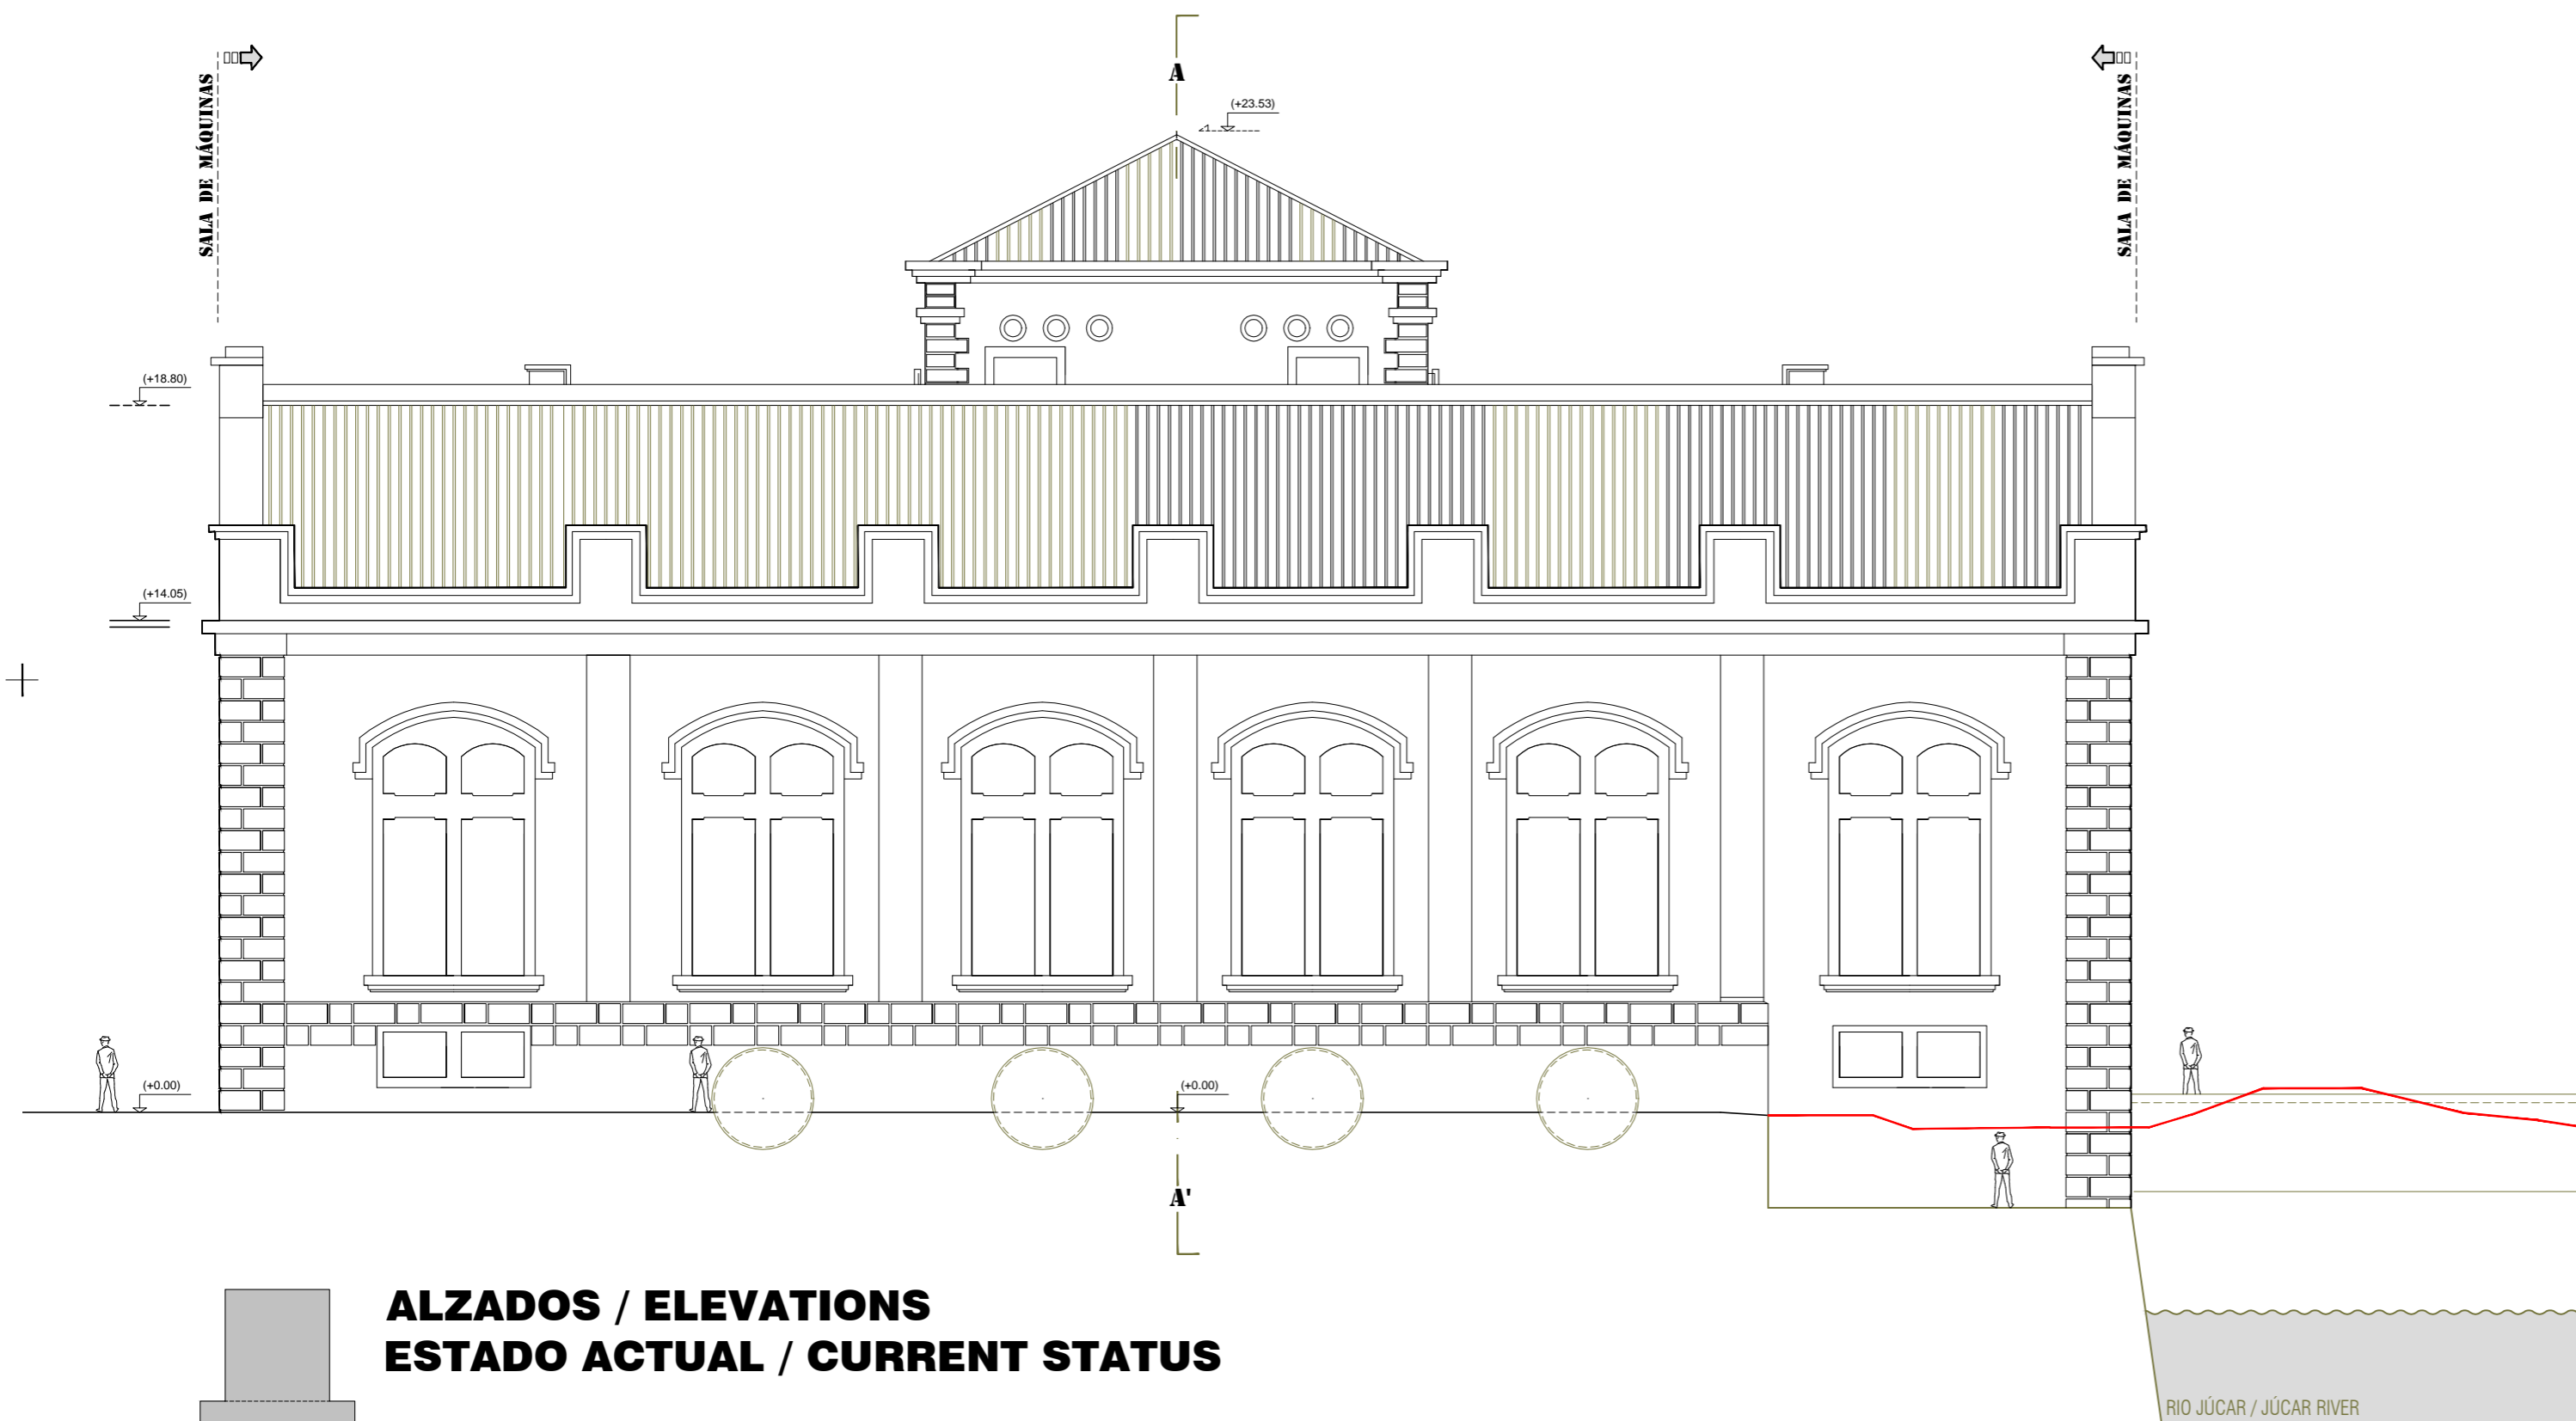 A
SALA DE MÁQUINAS
SALA DE MÁQUINAS
(+23.53)
(+18.80)
(+14.05)
(+0.00)
(+0.00)
A'
ALZADOS / ELEVATIONS
ESTADO ACTUAL / CURRENT STATUS
RIO JÚCAR / JÚCAR RIVER